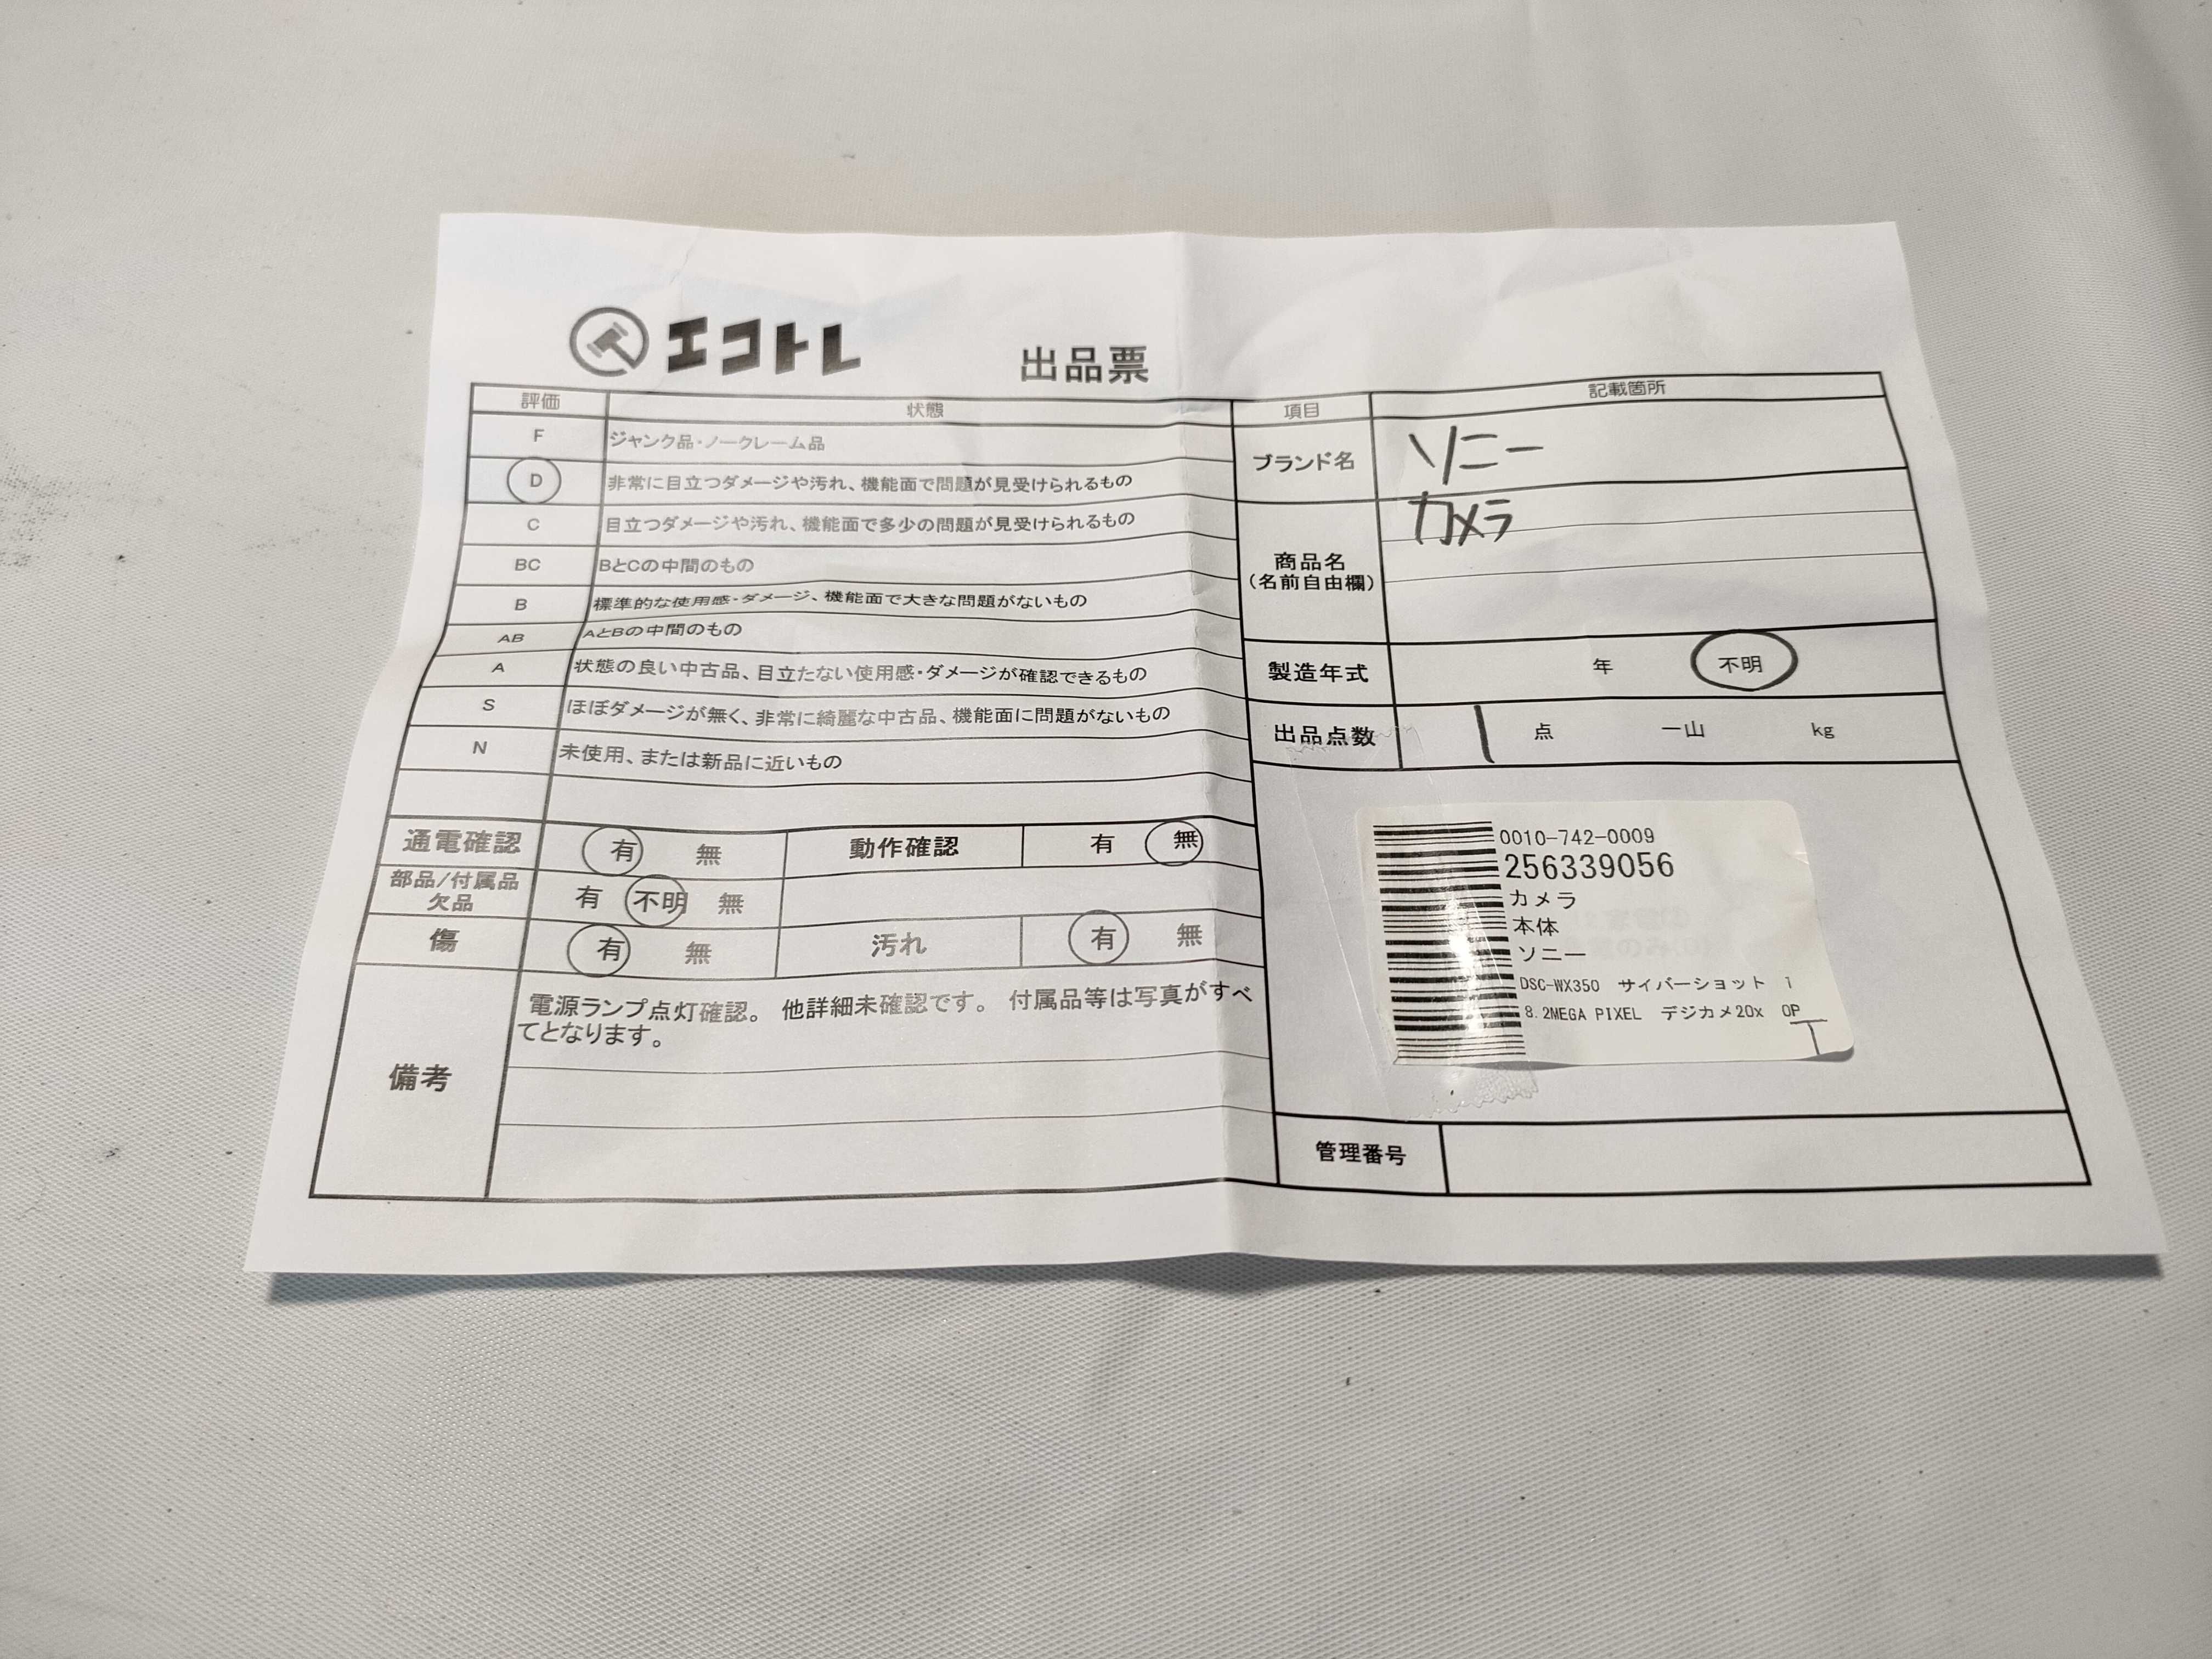 エコトレ 出品票
評価 状態
F ジャンク品・ノークレーム品
D 非常に目立つダメージや汚れ、機能面で問題が見受けられるもの
C 目立つダメージや汚れ、機能面で多少の問題が見受けられるもの
BC BとCの中間のもの
B 標準的な使用感・ダメージ、機能面で大きな問題がないもの
AB AとBの中間のもの
A 状態の良い中古品、目立たない使用感・ダメージが確認できるもの
S ほぼダメージが無く、非常に綺麗な中古品、機能面に問題がないもの
N 未使用、または新品に近いもの
通電確認 有 無 動作確認 有 無
部品/付属品
欠品 有 不明 無
傷 有 無 汚れ 有 無
備考
電源ランプ点灯確認。 他詳細未確認です。 付属品等は写真がすべ
てとなります。
項目 記載箇所
ブランド名 ソニー
商品名
(名前自由欄)
カメラ
製造年式 年 不明
出品点数 1 点 一山 kg
0010-742-0009
256339056
カメラ
本体
ソニー
DSC-WX350 サイバーショット 1
8.2MEGA PIXEL デジカメ20x OP
T
管理番号